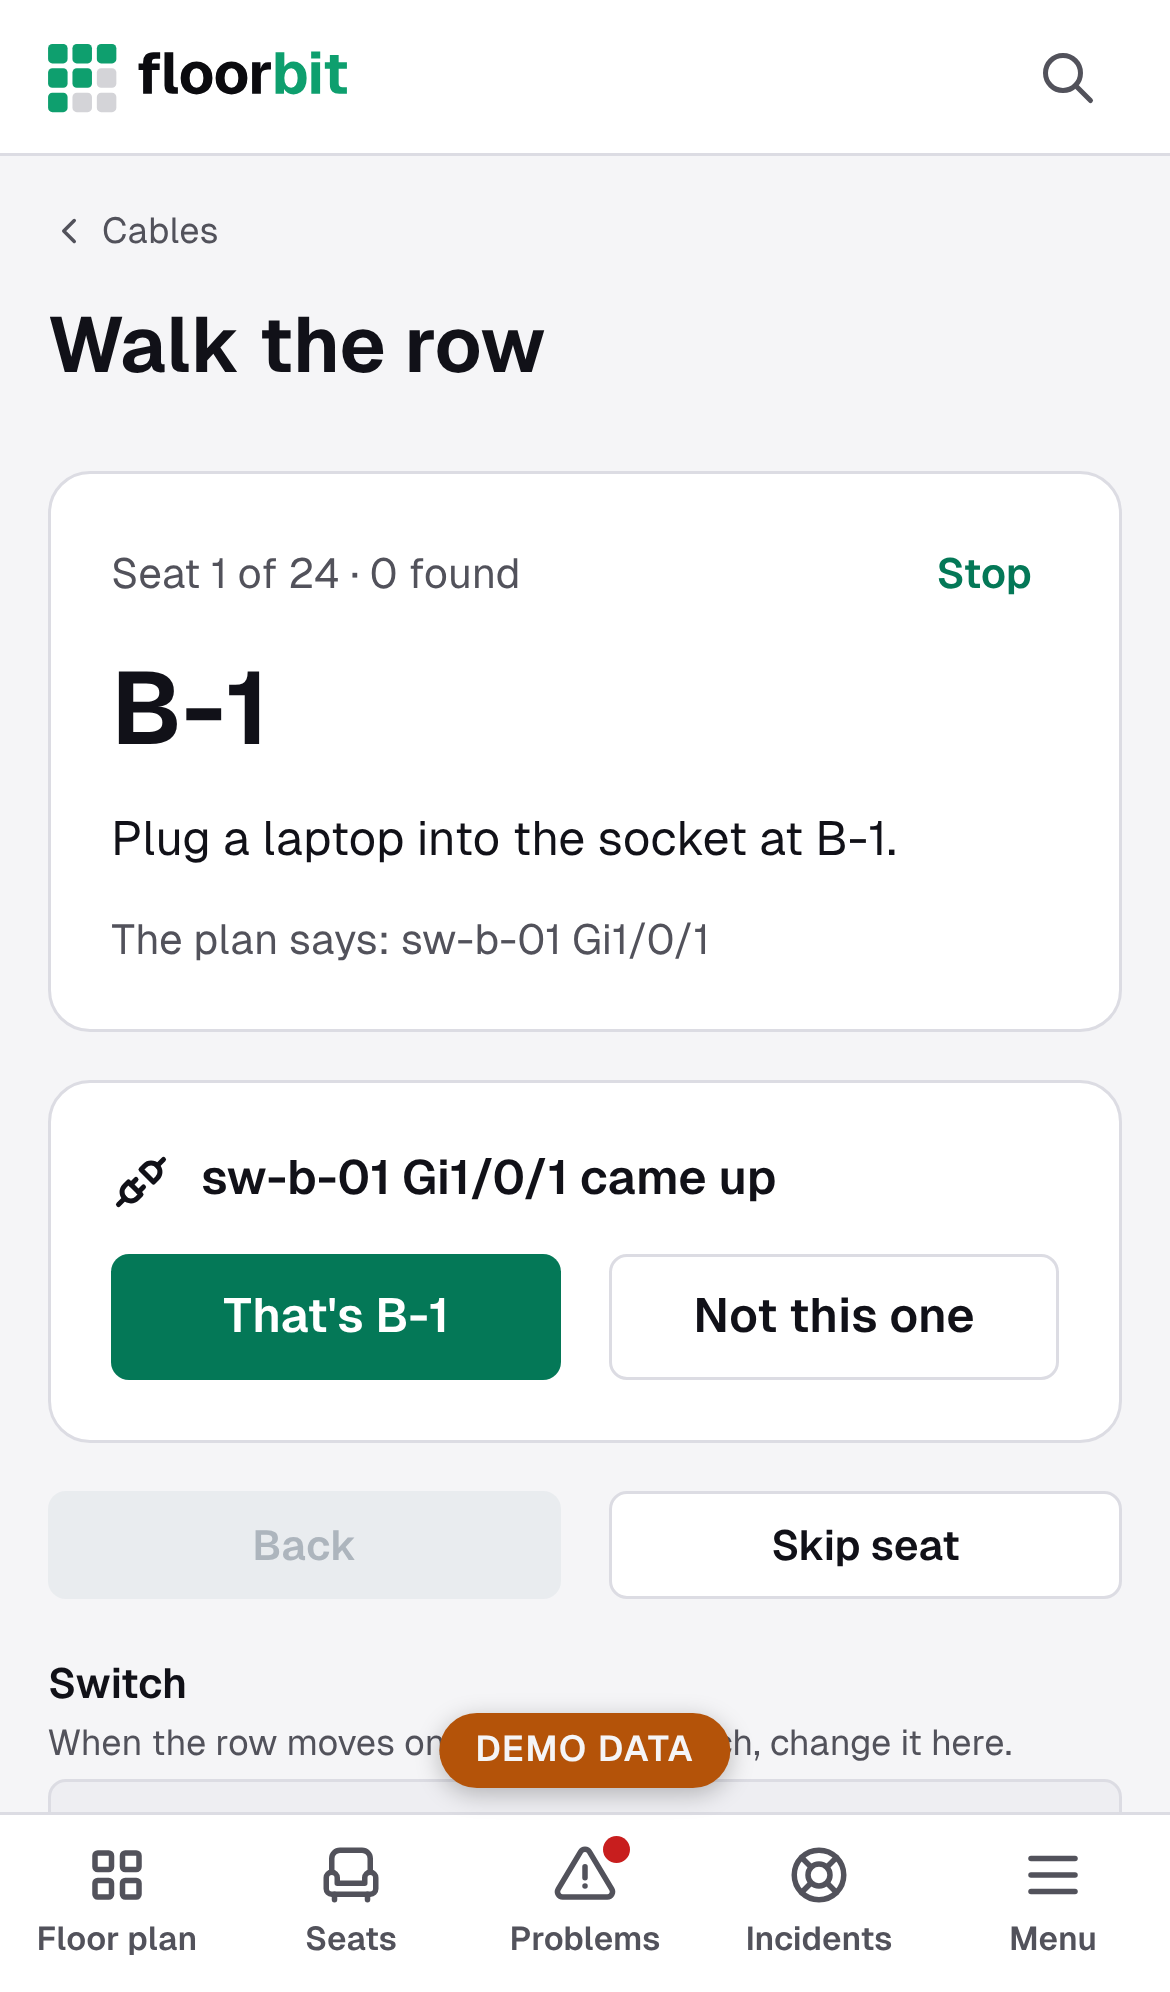 floorbit
Cables
Walk the row
Seat 1 of 24 · 0 found
Stop
B-1
Plug a laptop into the socket at B-1.
The plan says: sw-b-01 Gi1/0/1
sw-b-01 Gi1/0/1 came up
That's B-1
Not this one
Back
Skip seat
Switch
When the row moves on
DEMO DATA
change it here.
Floor plan
Seats
Problems
Incidents
Menu